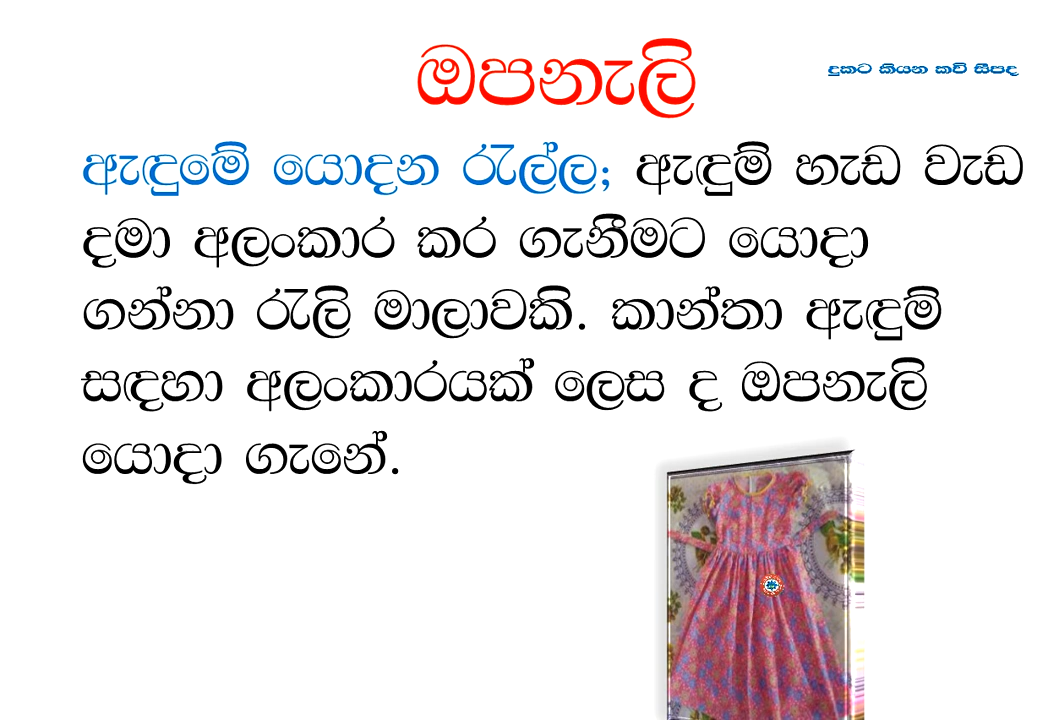 ඔපනැලි
දුකට කියන කවි සීපද
ඇඳුමේ යොදන රැල්ල; ඇඳුම් හැඩ වැඩ
දමා අලංකාර කර ගැනීමට යොදා
ගන්නා රැලි මාලාවකි. කාන්තා ඇඳුම්
සඳහා අලංකාරයක් ලෙස ද ඔපනැලි
යොදා ගැනේ.